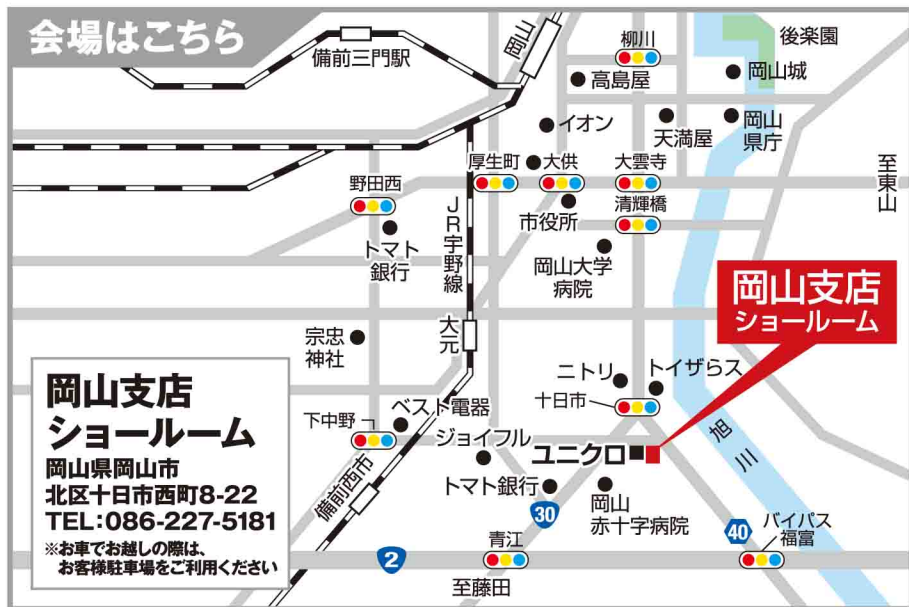 会場はこちら
備前三門駅
岡山
柳川
後楽園
高島屋
岡山城
イオン
天満屋
岡山
県庁
厚生町
大供
大雲寺
至東山
野田西
市役所
清輝橋
トマト
銀行
JR宇野線
岡山大学
病院
岡山支店
ショールーム
大元
宗忠
神社
ニトリ
トイザらス
十日市
旭川
下中野
ベスト電器
ジョイフル
ユニクロ
備前西市
トマト銀行
30
岡山
赤十字病院
40
バイパス
福富
2
青江
至藤田
岡山支店
ショールーム
岡山県岡山市
北区十日市西町8-22
TEL:086-227-5181
※お車でお越しの際は、
お客様駐車場をご利用ください